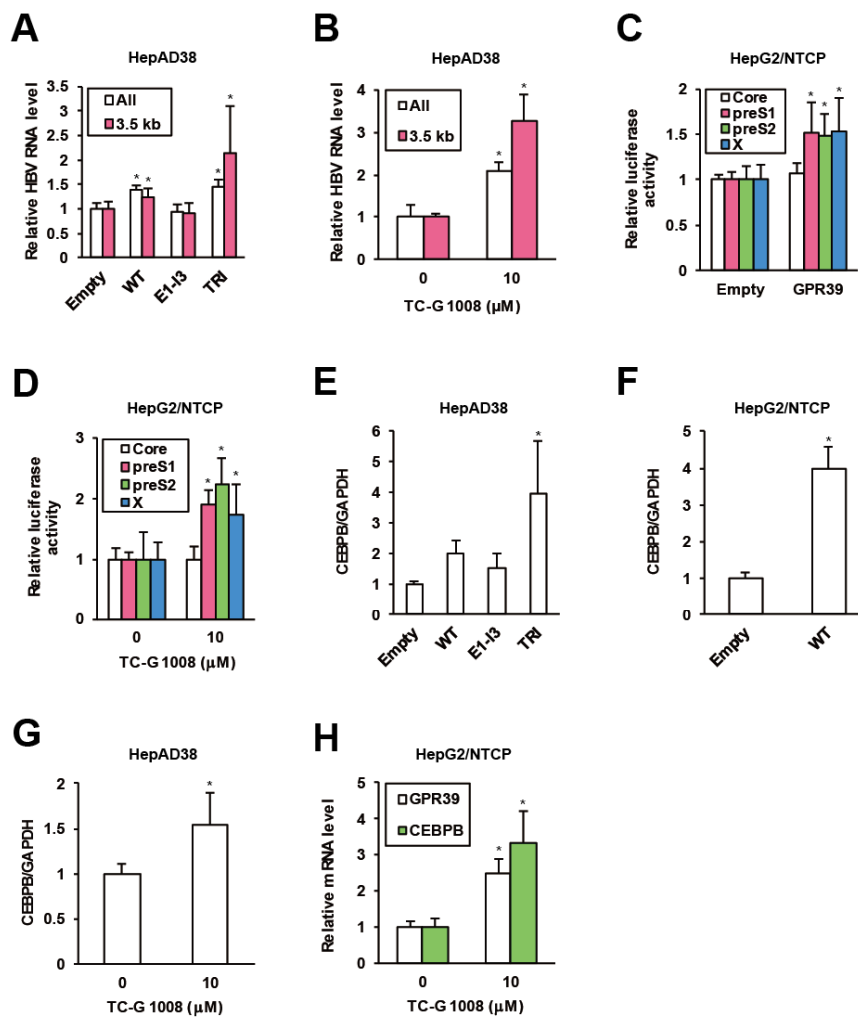 A
HepAD38
Relative HBV RNA level
3.5
3
2.5
2
1.5
1
0.5
0
All
3.5 kb
* * * *
Empty WT E1-I3 TRI
B
HepAD38
Relative HBV RNA level
4
3
2
1
0
All
3.5 kb
* *
0 10
TC-G 1008 (µM)
C
HepG2/NTCP
Relative luciferase
activity
2
1.5
1
0.5
0
Core
preS1
preS2
X
* * *
Empty GPR39
D
HepG2/NTCP
Relative luciferase
activity
3
2
1
0
Core
preS1
preS2
X
* * *
0 10
TC-G 1008 (µM)
E
HepAD38
CEBPB/GAPDH
6
5
4
3
2
1
0
*
Empty WT E1-I3 TRI
F
HepG2/NTCP
CEBPB/GAPDH
5
4
3
2
1
0
*
Empty WT
G
HepAD38
CEBPB/GAPDH
2
1.5
1
0.5
0
*
0 10
TC-G 1008 (µM)
H
HepG2/NTCP
Relative mRNA level
5
4
3
2
1
0
GPR39
CEBPB
* *
0 10
TC-G 1008 (µM)